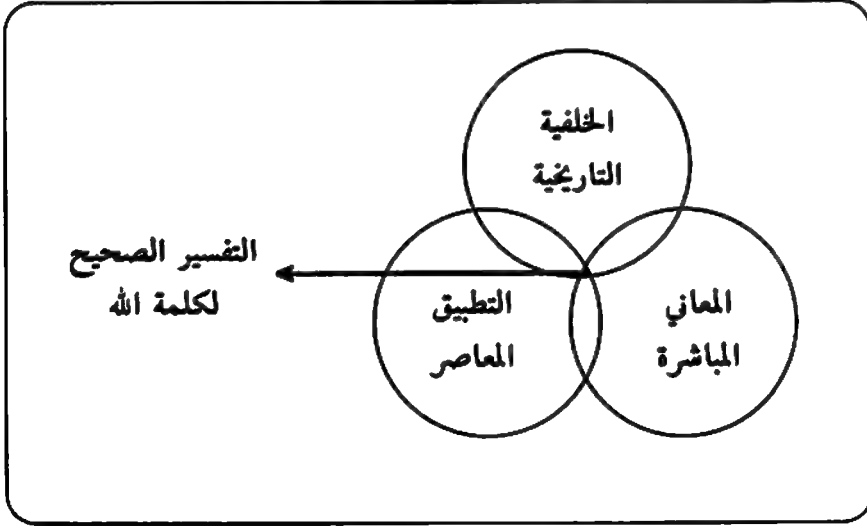 الخلفية
التاريخية
المعاني
المباشرة
التطبيق
المعاصر
التفسير الصحيح
لكلمة الله